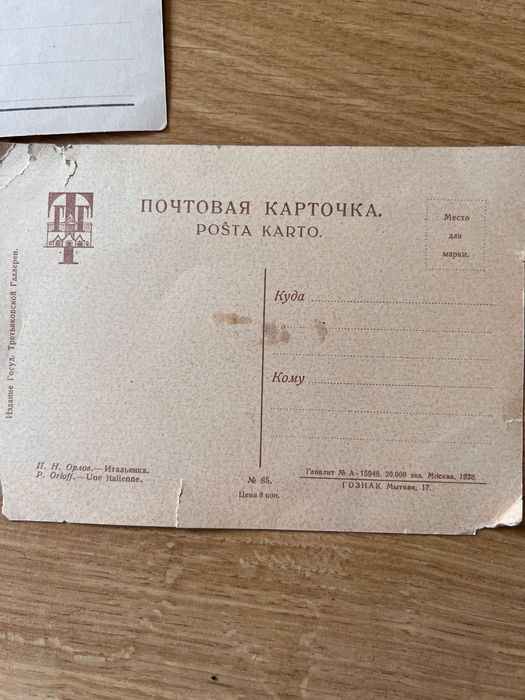 ТГГ
ПОЧТОВАЯ КАРТОЧКА.
POŜTA KARTO.
Место
для
марки.
Издание Госуд. Третьяковской Галлереи.
Куда
Кому
П. Н. Орлов.—Итальянка.
P. Orloff.—Une italienne.
№ 85.
Цена 8 коп.
Главлит № А-15948. 20.000 экз. Москва, 1928.
ГОЗНАК. Мытная, 17.